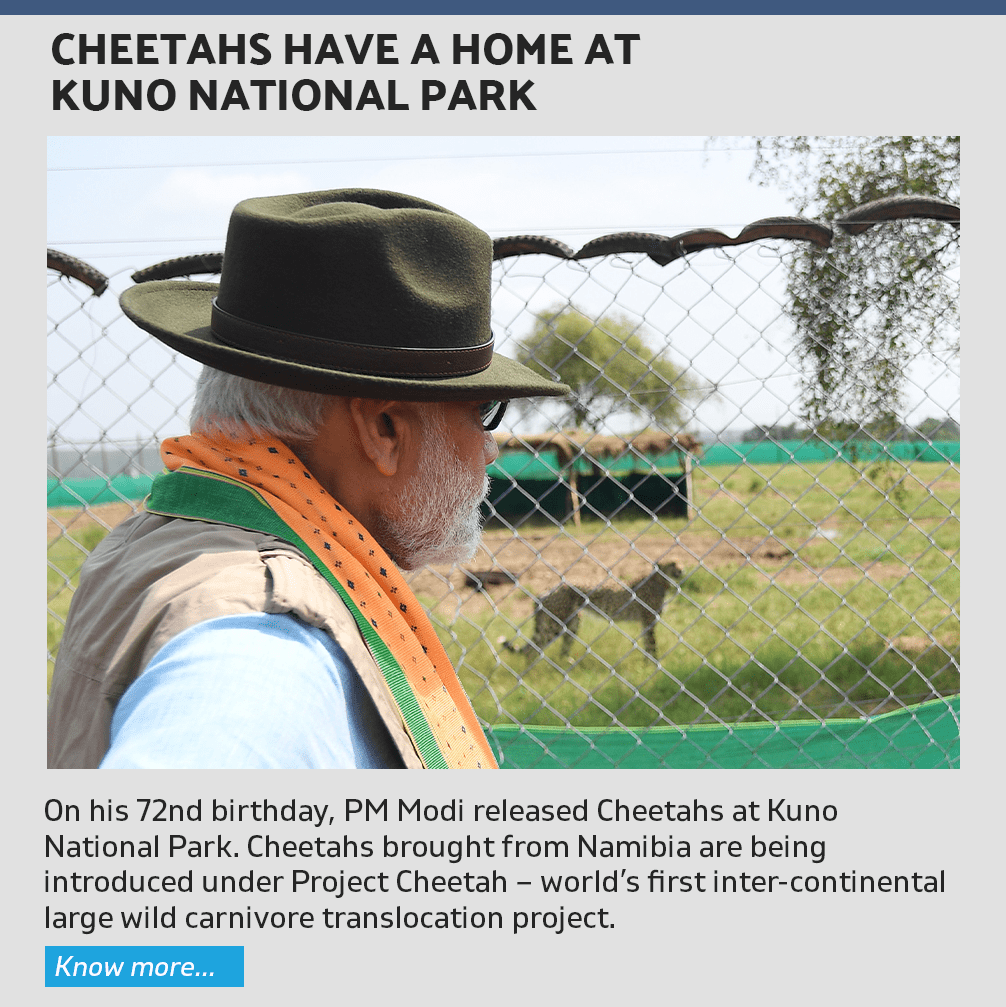 CHEETAHS HAVE A HOME AT
KUNO NATIONAL PARK
On his 72nd birthday, PM Modi released Cheetahs at Kuno
National Park. Cheetahs brought from Namibia are being
introduced under Project Cheetah – world's first inter-continental
large wild carnivore translocation project.
Know more...